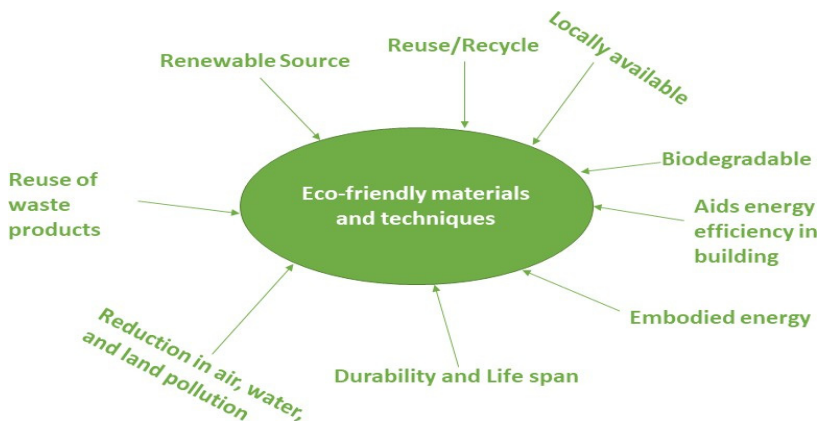 Renewable Source
Reuse/Recycle
Locally available
Biodegradable
Aids energy
efficiency in
building
Embodied energy
Durability and Life span
Reduction in air, water,
and land pollution
Reuse of
waste
products
Eco-friendly materials
and techniques